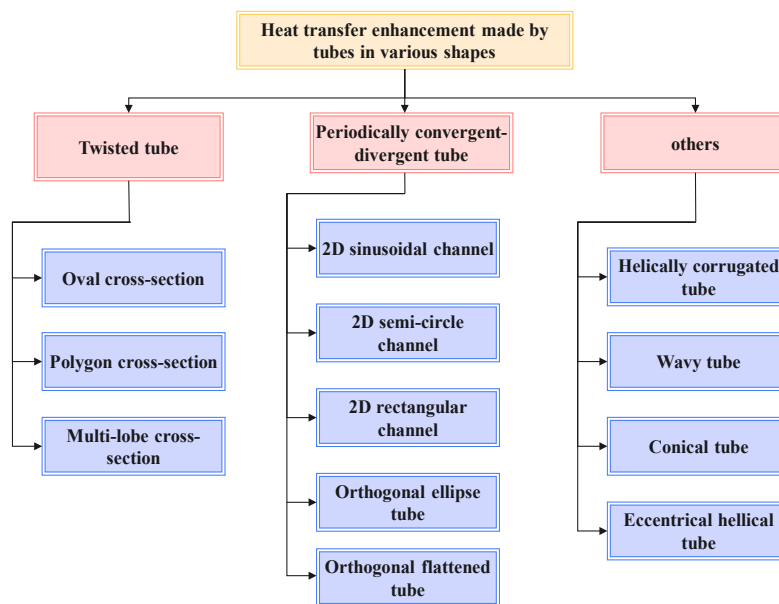 Heat transfer enhancement made by
tubes in various shapes
Twisted tube
Periodically convergent-
divergent tube
others
Oval cross-section
Polygon cross-section
Multi-lobe cross-
section
2D sinusoidal channel
2D semi-circle
channel
2D rectangular
channel
Orthogonal ellipse
tube
Orthogonal flattened
tube
Helically corrugated
tube
Wavy tube
Conical tube
Eccentrical hellical
tube